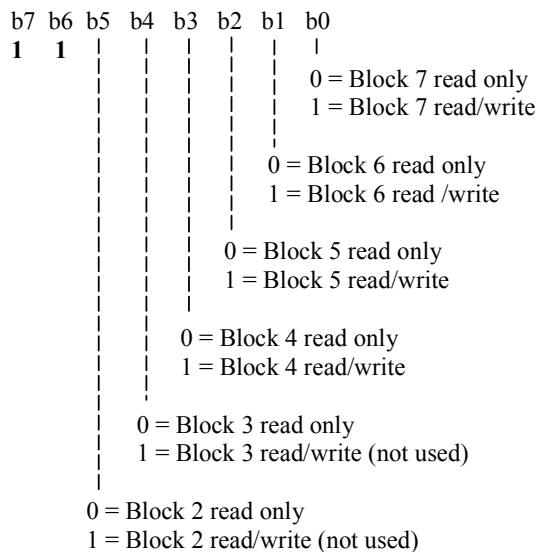 b7 b6 b5 b4 b3 b2 b1 b0
1 1
0 = Block 7 read only
1 = Block 7 read/write
0 = Block 6 read only
1 = Block 6 read /write
0 = Block 5 read only
1 = Block 5 read/write
0 = Block 4 read only
1 = Block 4 read/write
0 = Block 3 read only
1 = Block 3 read/write (not used)
0 = Block 2 read only
1 = Block 2 read/write (not used)